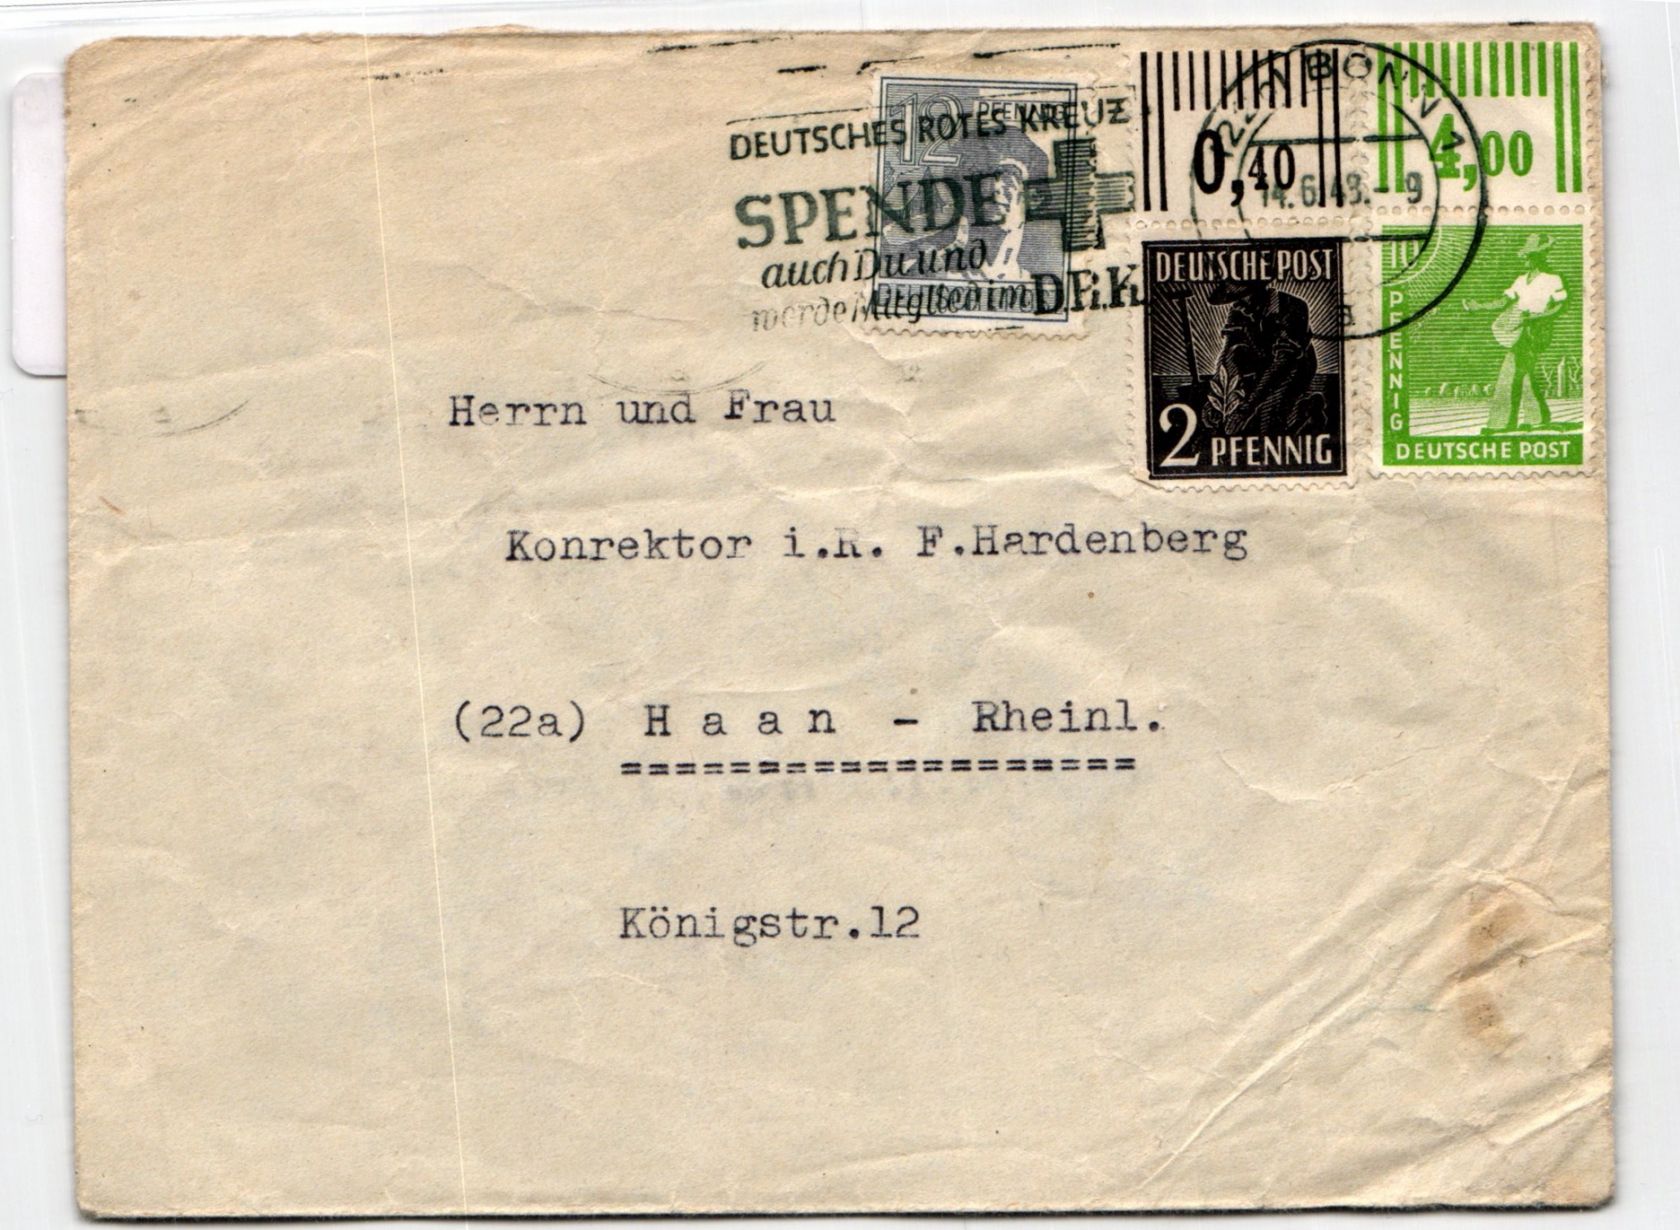 DEUTSCHES ROTES KREUZ
SPENDE
auch Du und
werde Mitglied im D.R.K.
12 PFENNIG
0,40
4,00
BONN
14.6.48.-9
DEUTSCHE POST
2 PFENNIG
10
PFENNIG
DEUTSCHE POST
Herrn und Frau
Konrektor i.R. F.Hardenberg
(22a) H a a n - Rheinl.
===================
Königstr.12